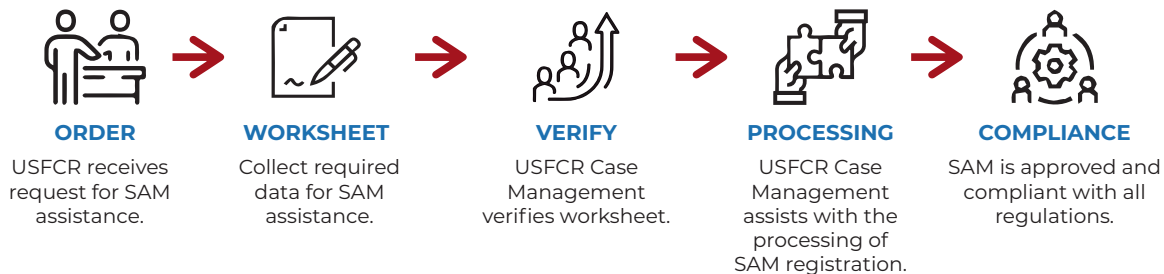 ORDER
USFCR receives
request for SAM
assistance.
WORKSHEET
Collect required
data for SAM
assistance.
VERIFY
USFCR Case
Management
verifies worksheet.
PROCESSING
USFCR Case
Management
assists with the
processing of
SAM registration.
COMPLIANCE
SAM is approved and
compliant with all
regulations.